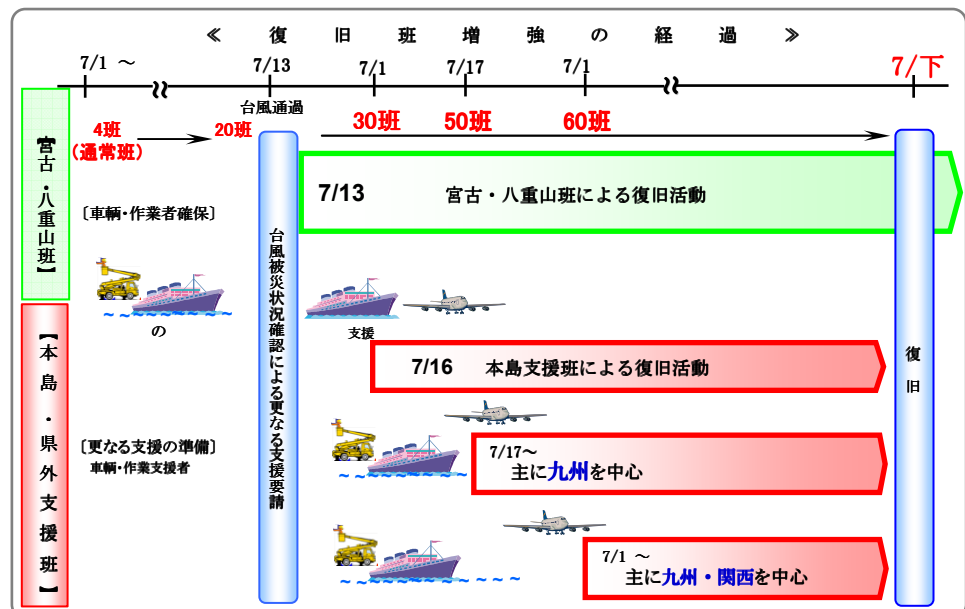 ≪ 復旧班増強の経過 ≫
7/1 ～
7/13
7/1
7/17
7/1
7/下
台風通過
4班
(通常班)
20班
30班
50班
60班
【宮古・八重山班】
7/13 宮古・八重山班による復旧活動
〔車輌・作業者確保〕
台風被災状況確認による更なる支援要請
の
支援
復旧
【本島・県外支援班】
7/16 本島支援班による復旧活動
〔更なる支援の準備〕
車輌・作業支援者
7/17～
主に九州を中心
7/1 ～
主に九州・関西を中心